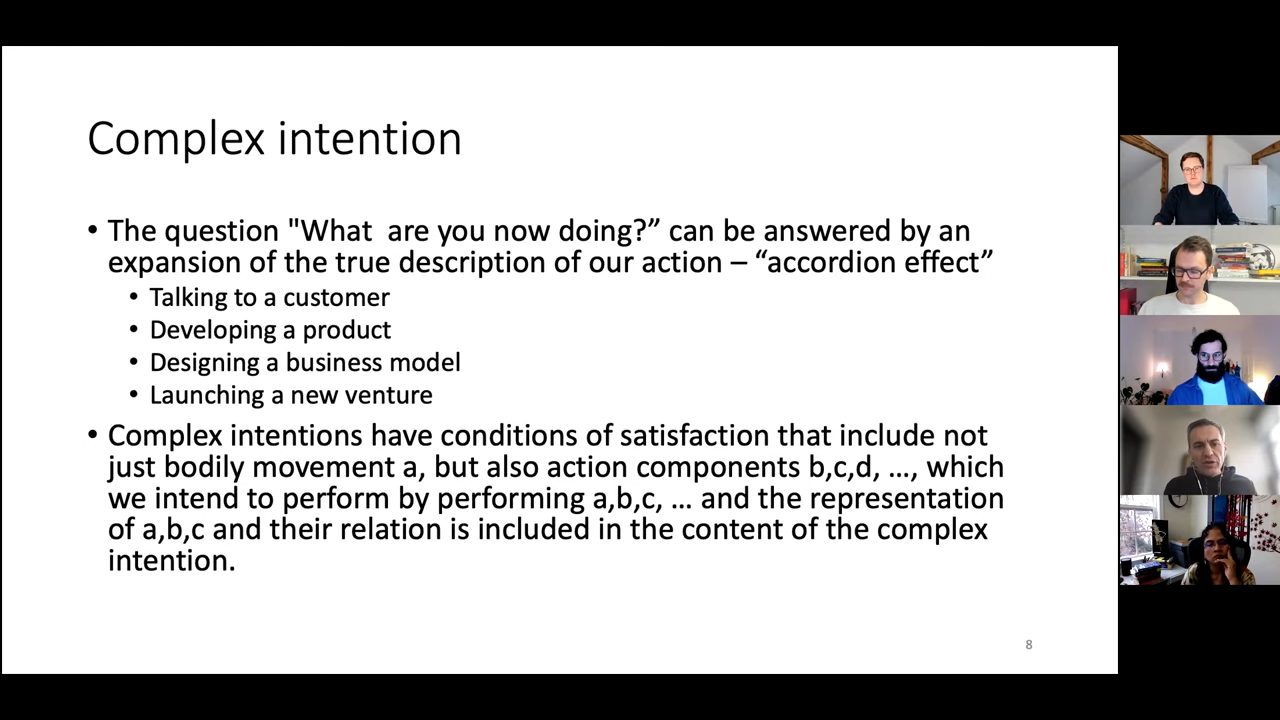 Complex intention
• The question "What  are you now doing?” can be answered by an
expansion of the true description of our action – “accordion effect”
• Talking to a customer
• Developing a product
• Designing a business model
• Launching a new venture
• Complex intentions have conditions of satisfaction that include not
just bodily movement a, but also action components b,c,d, …, which
we intend to perform by performing a,b,c, … and the representation
of a,b,c and their relation is included in the content of the complex
intention.
8